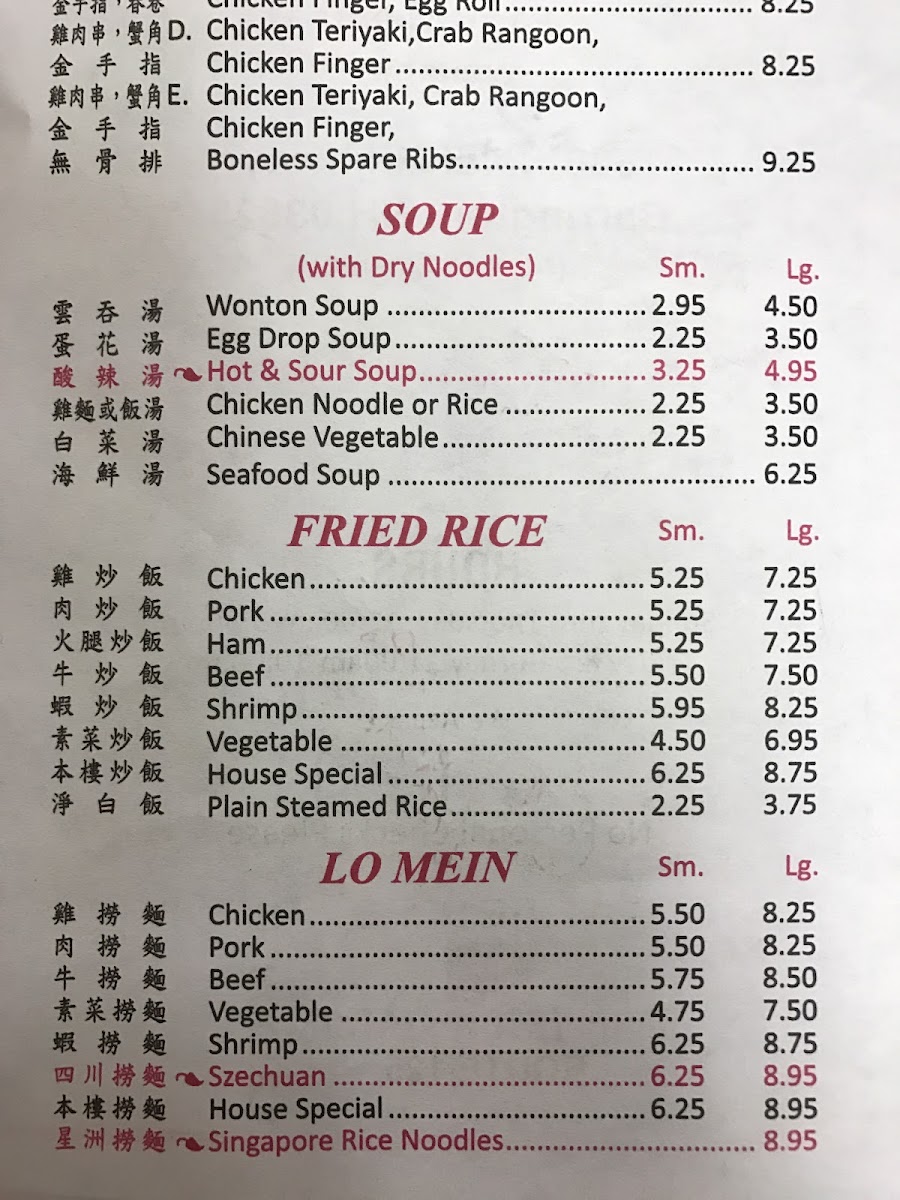 金手指，春卷 Chicken Finger, Egg Roll........................ 8.25
雞肉串，蟹角 D. Chicken Teriyaki,Crab Rangoon,
金手指 Chicken Finger................................................ 8.25
雞肉串，蟹角 E. Chicken Teriyaki, Crab Rangoon,
金手指 Chicken Finger,
無骨排 Boneless Spare Ribs....................................... 9.25
SOUP
(with Dry Noodles) Sm. Lg.
雲吞湯 Wonton Soup .................................. 2.95 4.50
蛋花湯 Egg Drop Soup................................. 2.25 3.50
酸辣湯 Hot & Sour Soup.............................. 3.25 4.95
雞麵或飯湯 Chicken Noodle or Rice .................. 2.25 3.50
白菜湯 Chinese Vegetable........................... 2.25 3.50
海鮮湯 Seafood Soup ................................................ 6.25
FRIED RICE Sm. Lg.
雞炒飯 Chicken............................................ 5.25 7.25
肉炒飯 Pork ................................................. 5.25 7.25
火腿炒飯 Ham................................................. 5.25 7.25
牛炒飯 Beef ................................................. 5.50 7.50
蝦炒飯 Shrimp............................................. 5.95 8.25
素菜炒飯 Vegetable ........................................ 4.50 6.95
本樓炒飯 House Special .................................. 6.25 8.75
淨白飯 Plain Steamed Rice.......................... 2.25 3.75
LO MEIN Sm. Lg.
雞撈麵 Chicken............................................ 5.50 8.25
肉撈麵 Pork ................................................. 5.50 8.25
牛撈麵 Beef ................................................. 5.75 8.50
素菜撈麵 Vegetable ........................................ 4.75 7.50
蝦撈麵 Shrimp............................................. 6.25 8.75
四川撈麵 Szechuan ......................................... 6.25 8.95
本樓撈麵 House Special .................................. 6.25 8.95
星洲撈麵 Singapore Rice Noodles................................ 8.95